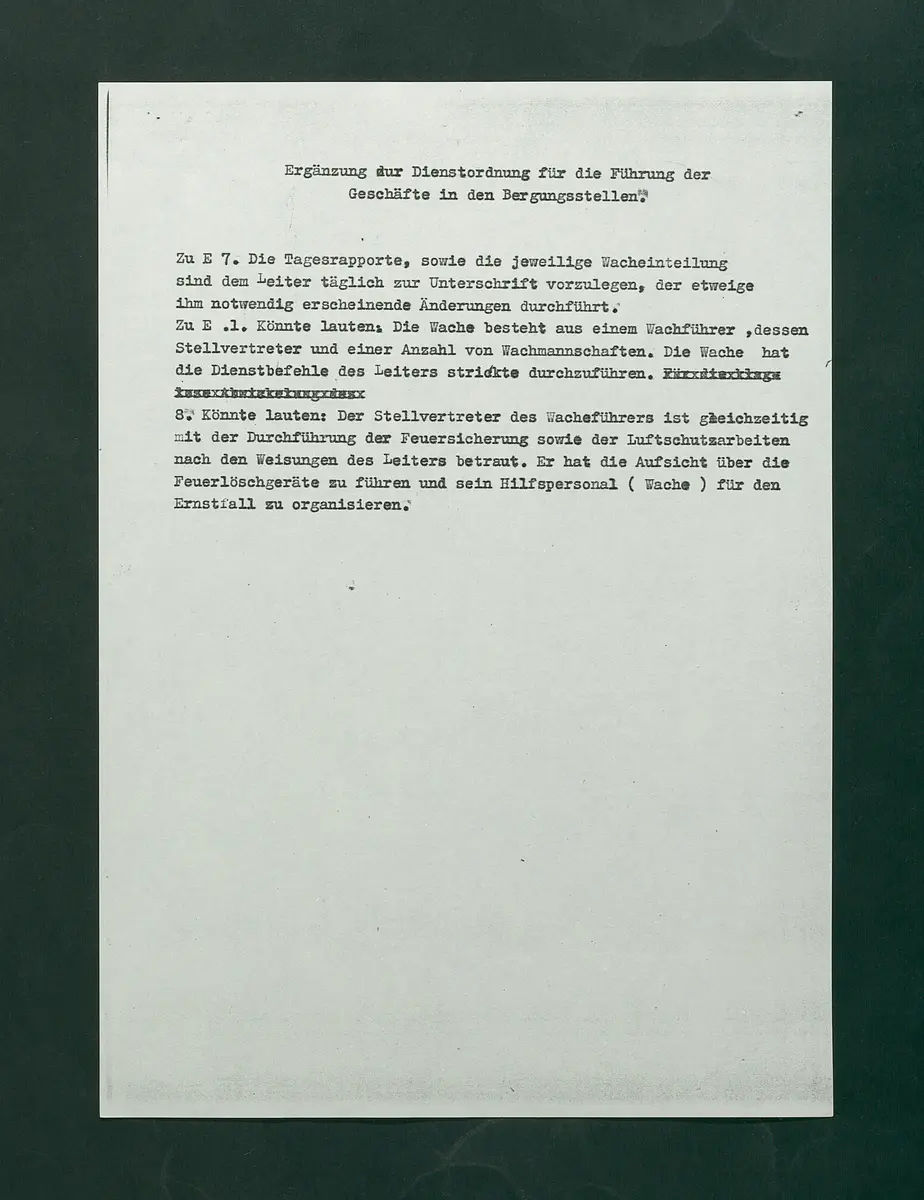 Ergänzung zur Dienstordnung für die Führung der
Geschäfte in den Bergungsstellen.
Zu E 7. Die Tagesrapporte, sowie die jeweilige Wacheinteilung
sind dem Leiter täglich zur Unterschrift vorzulegen, der etweige
ihm notwendig erscheinende Änderungen durchführt.
Zu E .1. Könnte lauten: Die Wache besteht aus einem Wachführer ,dessen
Stellvertreter und einer Anzahl von Wachmannschaften. Die Wache hat
die Dienstbefehle des Leiters strickte durchzuführen.
8. Könnte lauten: Der Stellvertreter des Wacheführers ist gleichzeitig
mit der Durchführung der Feuersicherung sowie der Luftschutzarbeiten
nach den Weisungen des Leiters betraut. Er hat die Aufsicht über die
Feuerlöschgeräte zu führen und sein Hilfspersonal ( Wache ) für den
Ernstfall zu organisieren.